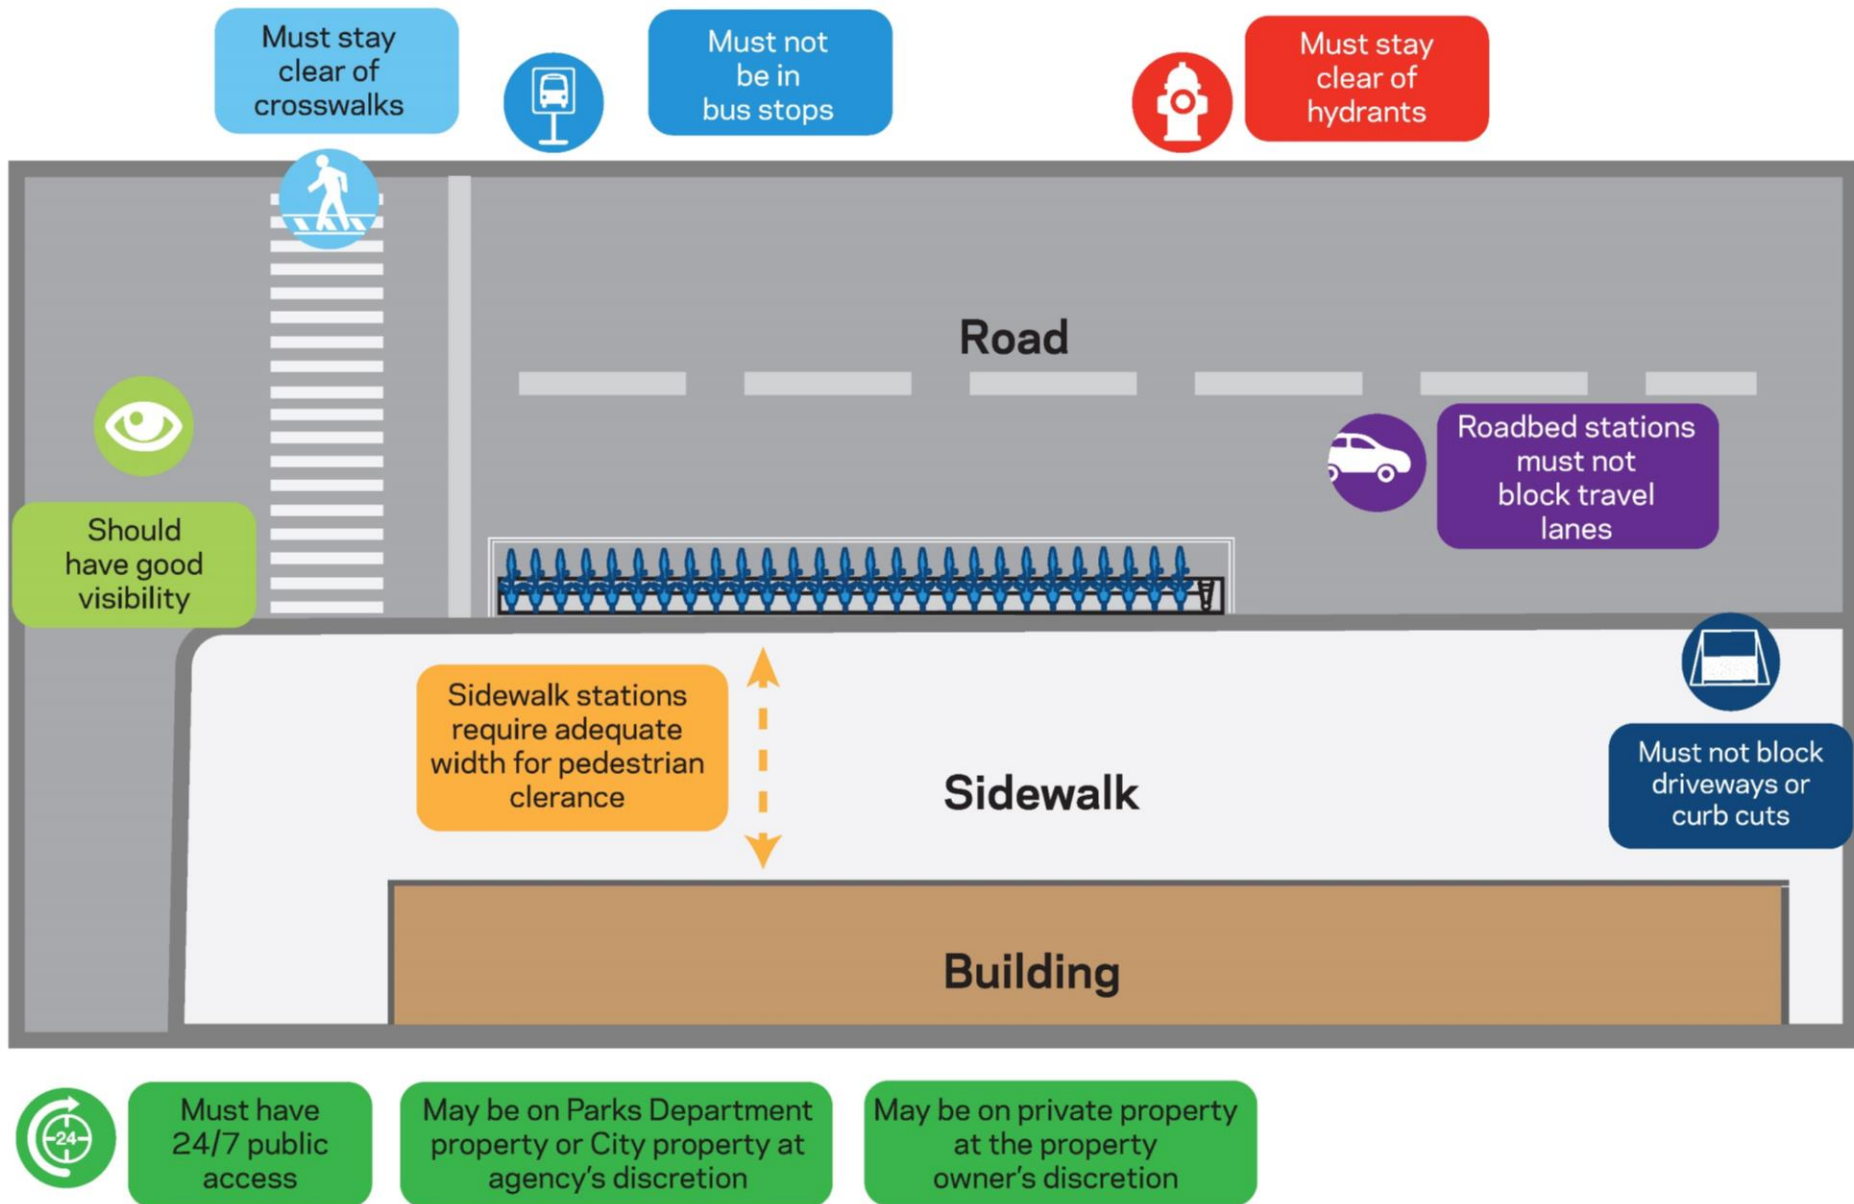 Must stay
clear of
crosswalks
Must not
be in
bus stops
Must stay
clear of
hydrants
Road
Roadbed stations
must not
block travel
lanes
Should
have good
visibility
Sidewalk stations
require adequate
width for pedestrian
clerance
Sidewalk
Must not block
driveways or
curb cuts
Building
24
Must have
24/7 public
access
May be on Parks Department
property or City property at
agency's discretion
May be on private property
at the property
owner's discretion